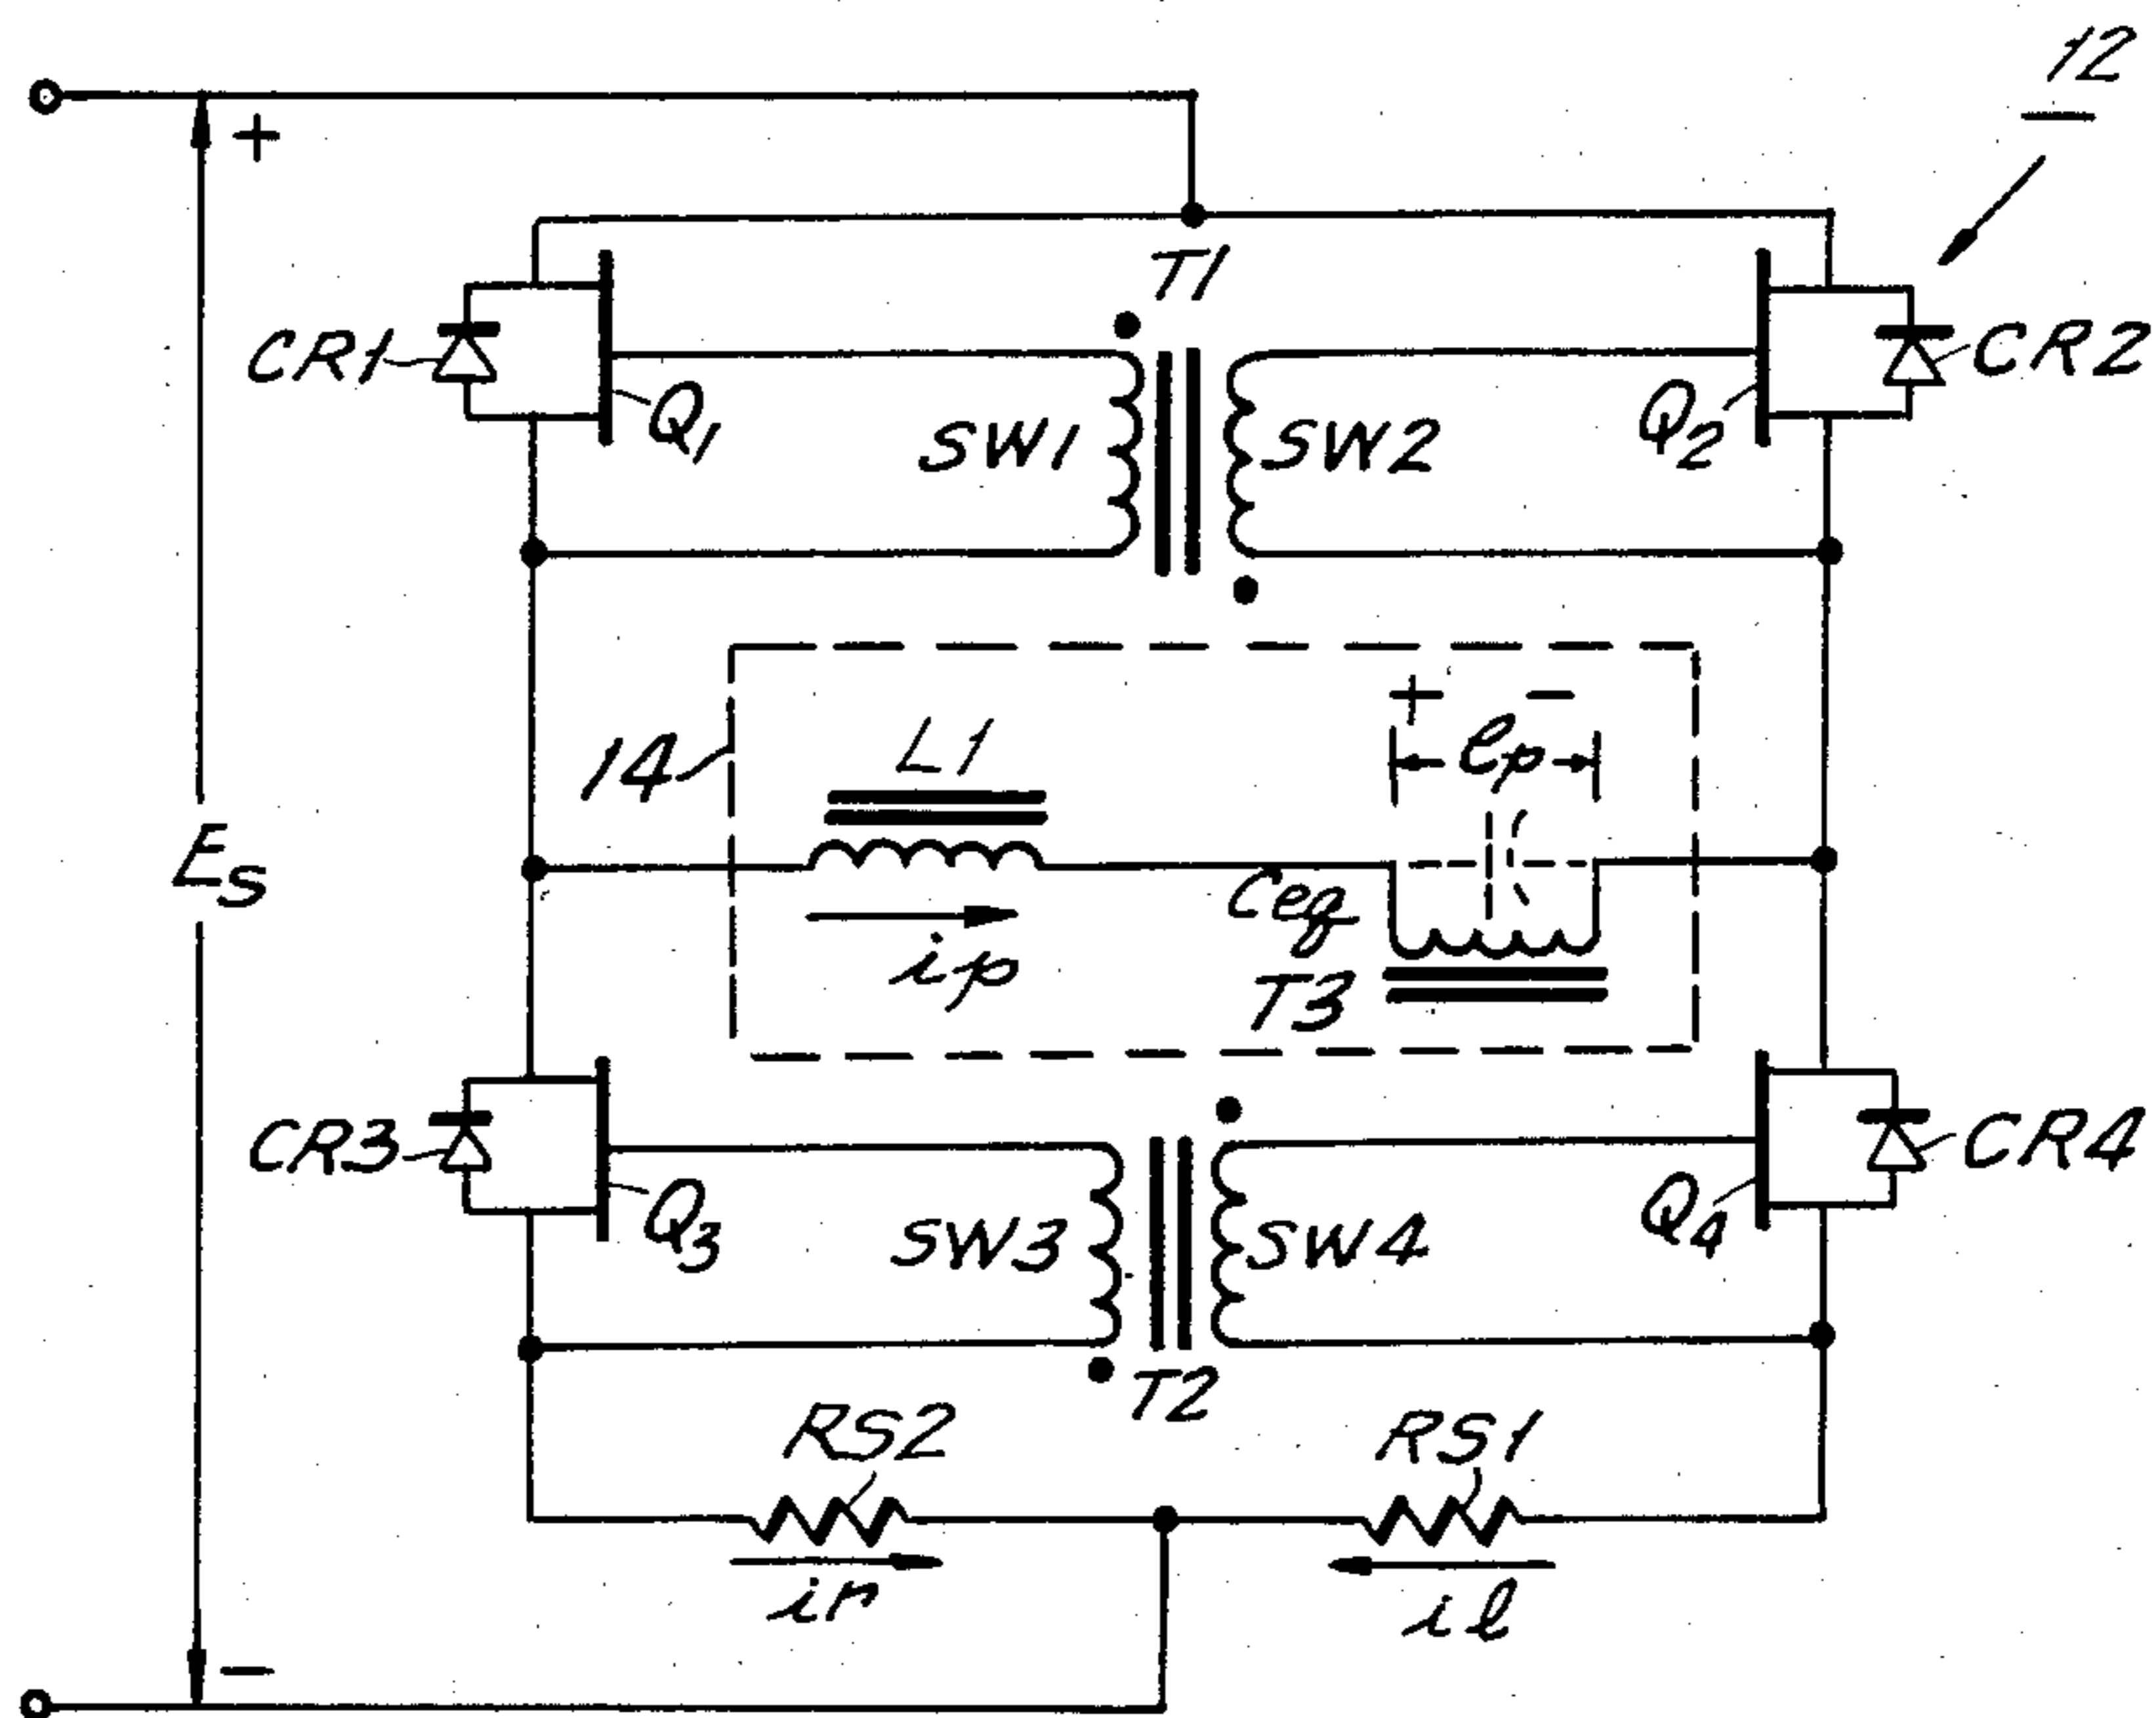 12
+
T1
CR1
CR2
Q1
SW1
SW2
Q2
+ -
14
L1
ep
Es
Ceq
ip
T3
CR3
CR4
Q3
SW3
SW4
Q4
T2
RS2
RS1
ir
il
-